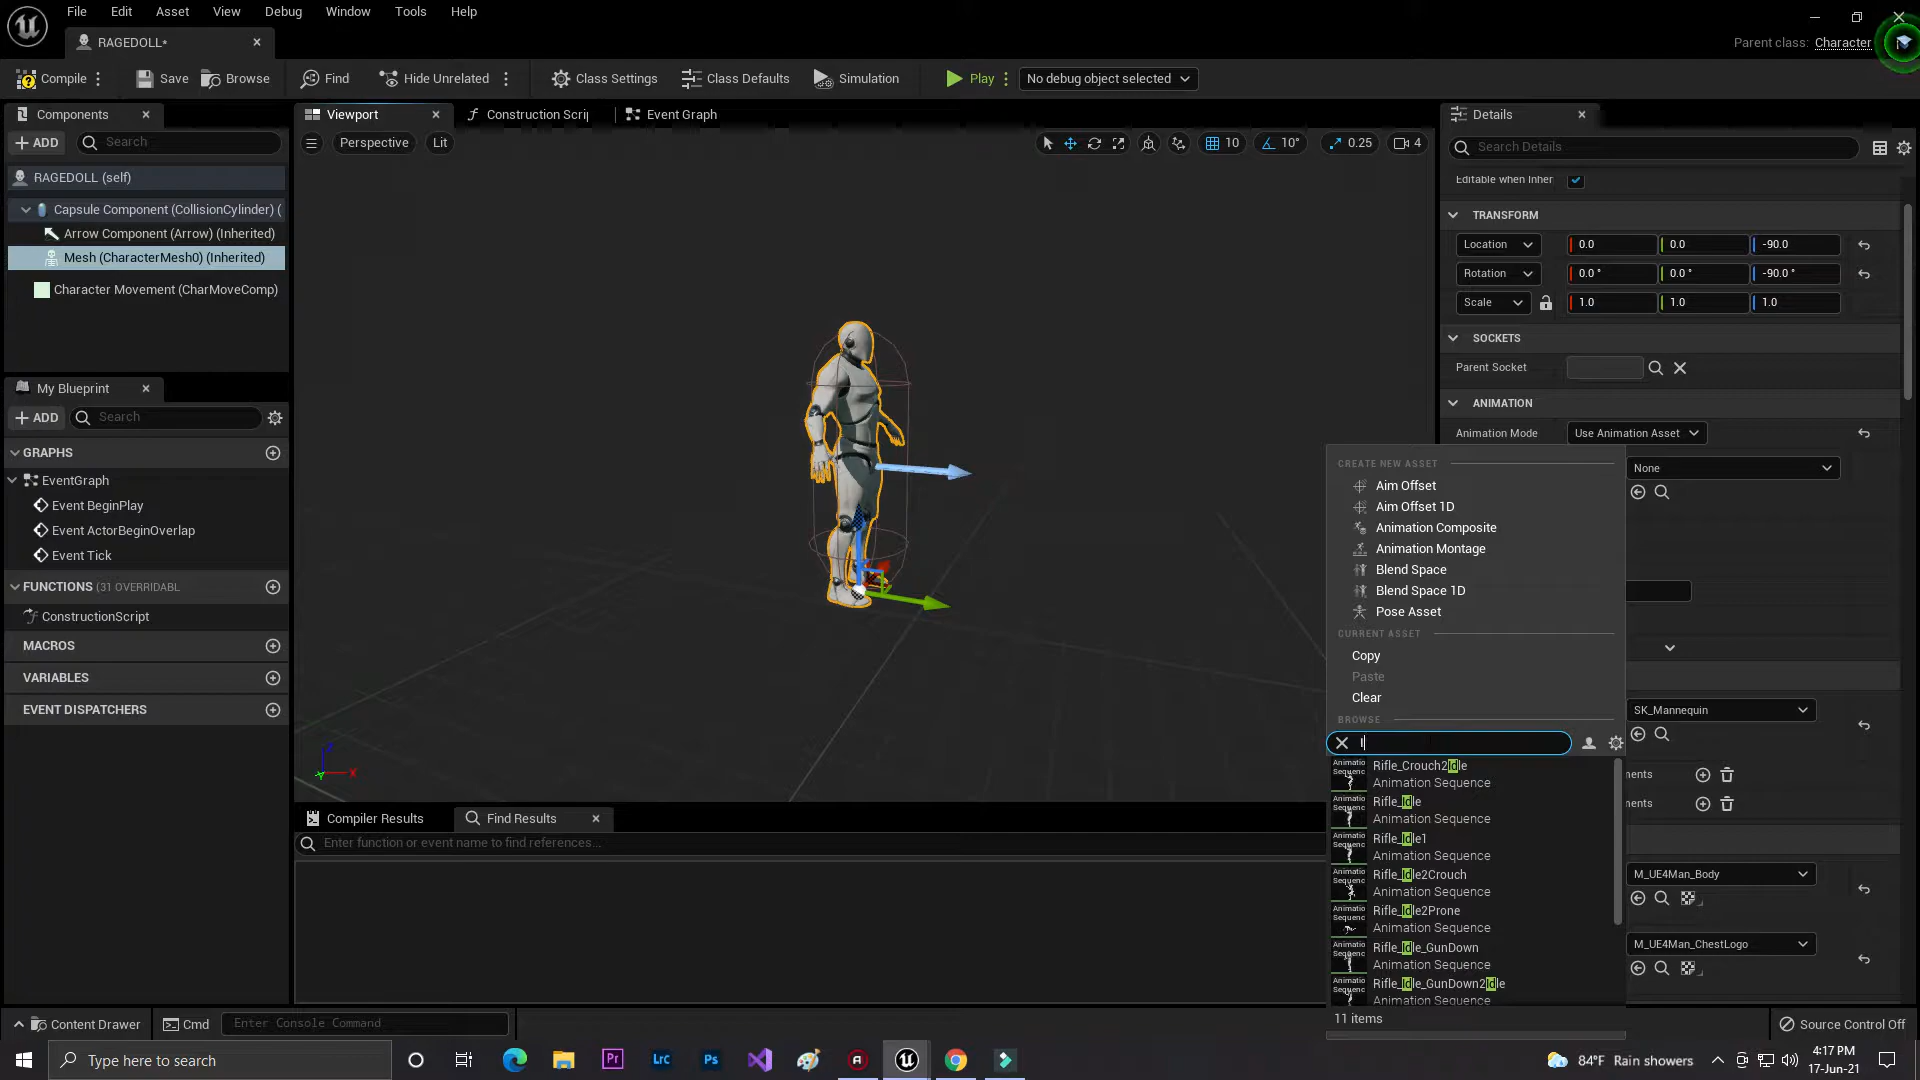 File Edit Asset View Debug Window Tools Help
RAGEDOLL*
Parent class: Character
Compile Save Browse Find Hide Unrelated Class Settings Class Defaults Simulation Play No debug object selected
Components
ADD Search
RAGEDOLL (self)
Capsule Component (CollisionCylinder) (
Arrow Component (Arrow) (Inherited)
Mesh (CharacterMesh0) (Inherited)
Character Movement (CharMoveComp)
My Blueprint
ADD Search
GRAPHS
EventGraph
Event BeginPlay
Event ActorBeginOverlap
Event Tick
FUNCTIONS (31 OVERRIDABL
ConstructionScript
MACROS
VARIABLES
EVENT DISPATCHERS
Viewport Construction Scrip Event Graph
Perspective Lit 10 10° 0.25 4
Z X Y
Compiler Results Find Results
Enter function or event name to find references...
Details
Search Details
Editable when Inher
TRANSFORM
Location 0.0 0.0 -90.0
Rotation 0.0 ° 0.0 ° -90.0 °
Scale 1.0 1.0 1.0
SOCKETS
Parent Socket
ANIMATION
Animation Mode Use Animation Asset
None
SK_Mannequin
ments
ments
M_UE4Man_Body
M_UE4Man_ChestLogo
CREATE NEW ASSET
Aim Offset
Aim Offset 1D
Animation Composite
Animation Montage
Blend Space
Blend Space 1D
Pose Asset
CURRENT ASSET
Copy
Paste
Clear
BROWSE
Rifle_Crouch2Idle
Animation Sequence
Rifle_Idle
Animation Sequence
Rifle_Idle1
Animation Sequence
Rifle_Idle2Crouch
Animation Sequence
Rifle_Idle2Prone
Animation Sequence
Rifle_Idle_GunDown
Animation Sequence
Rifle_Idle_GunDown2Idle
Animation Sequence
11 items
Content Drawer Cmd Enter Console Command Source Control Off
Type here to search Pr Lrc Ps 84°F Rain showers 4:17 PM
17-Jun-21